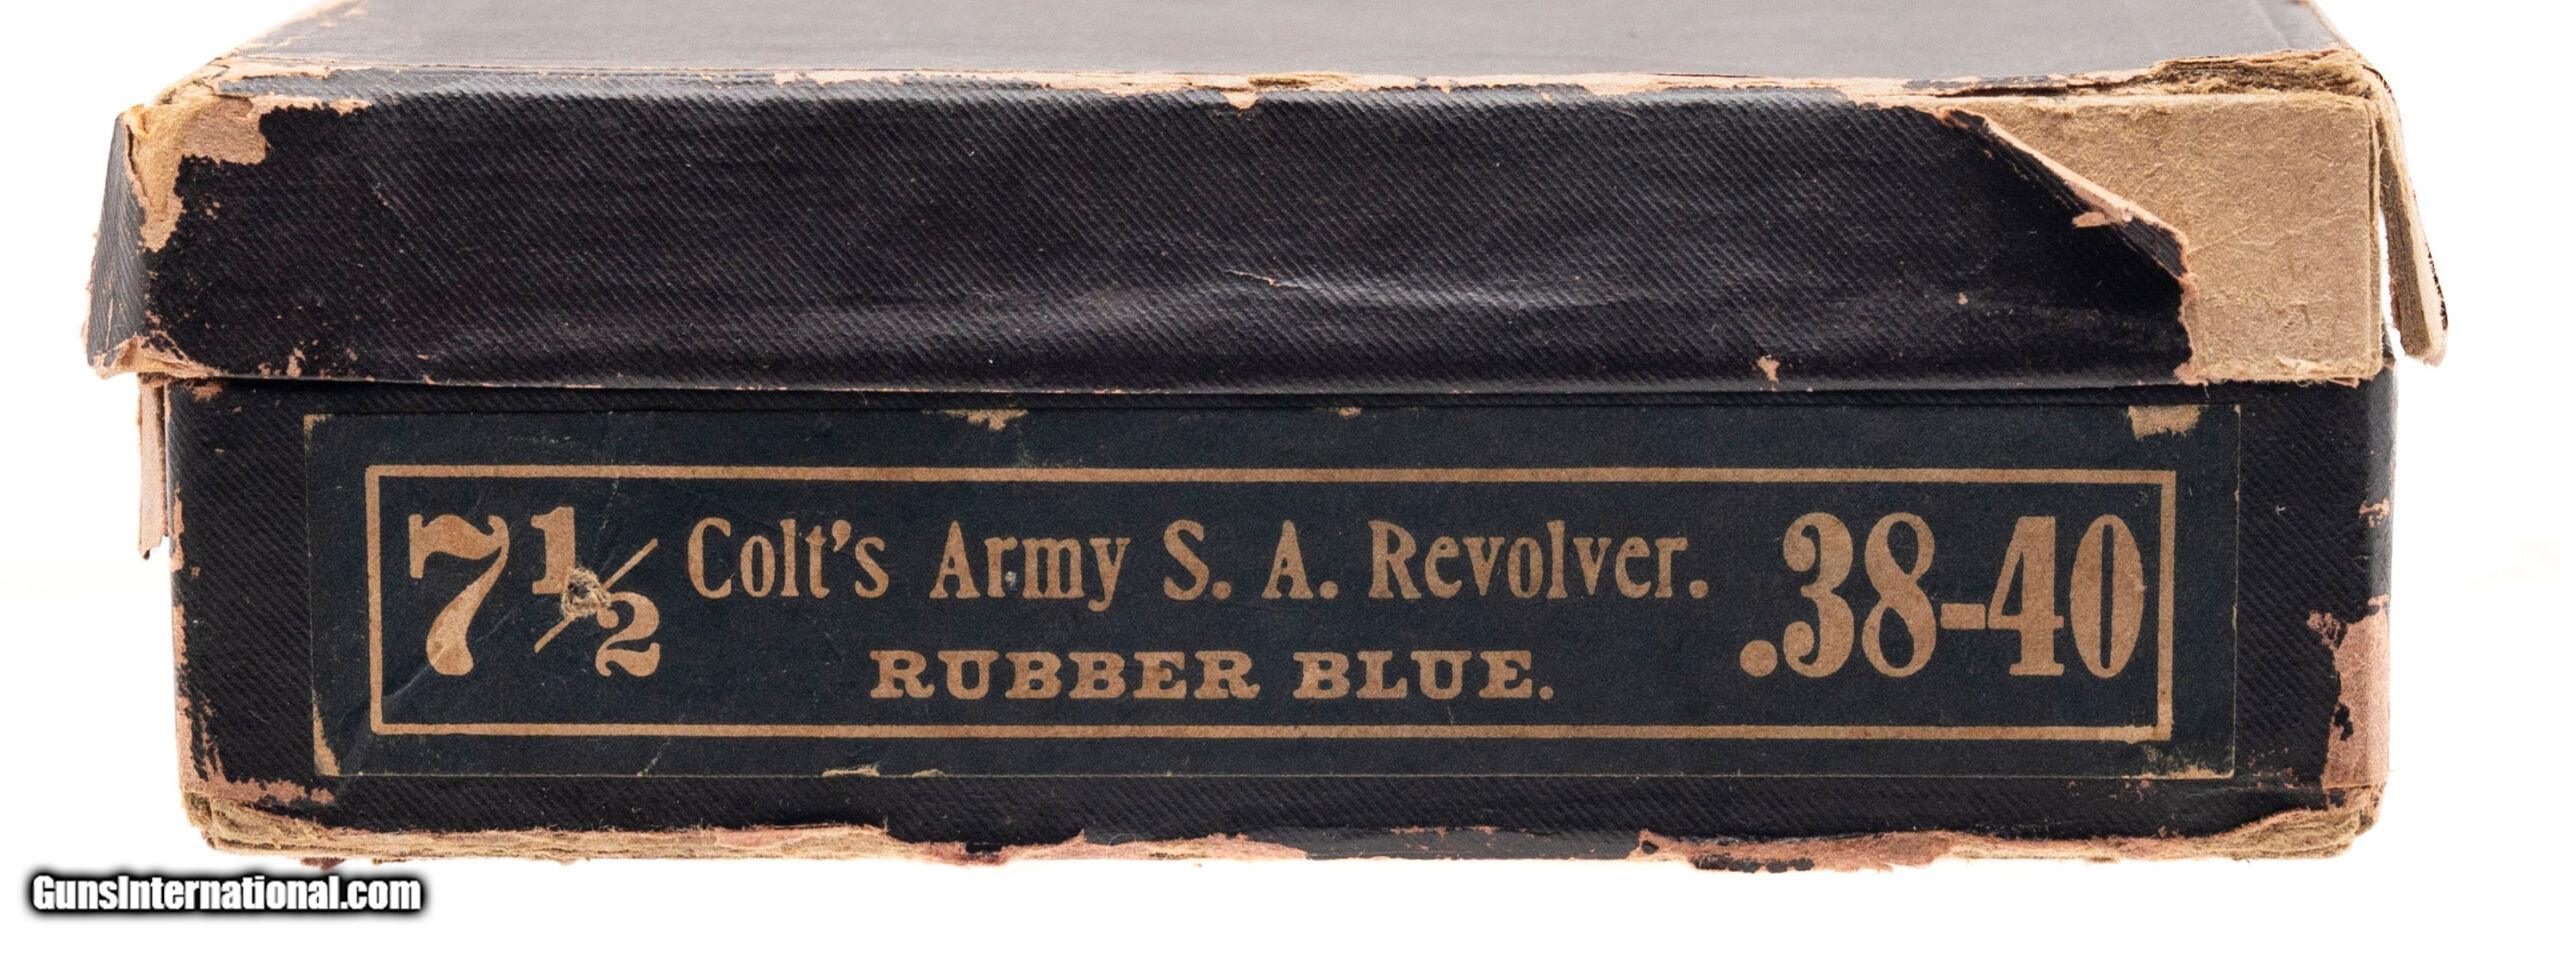 7½ Colt's Army S. A. Revolver. .38-40
RUBBER BLUE.
GunsInternational.com